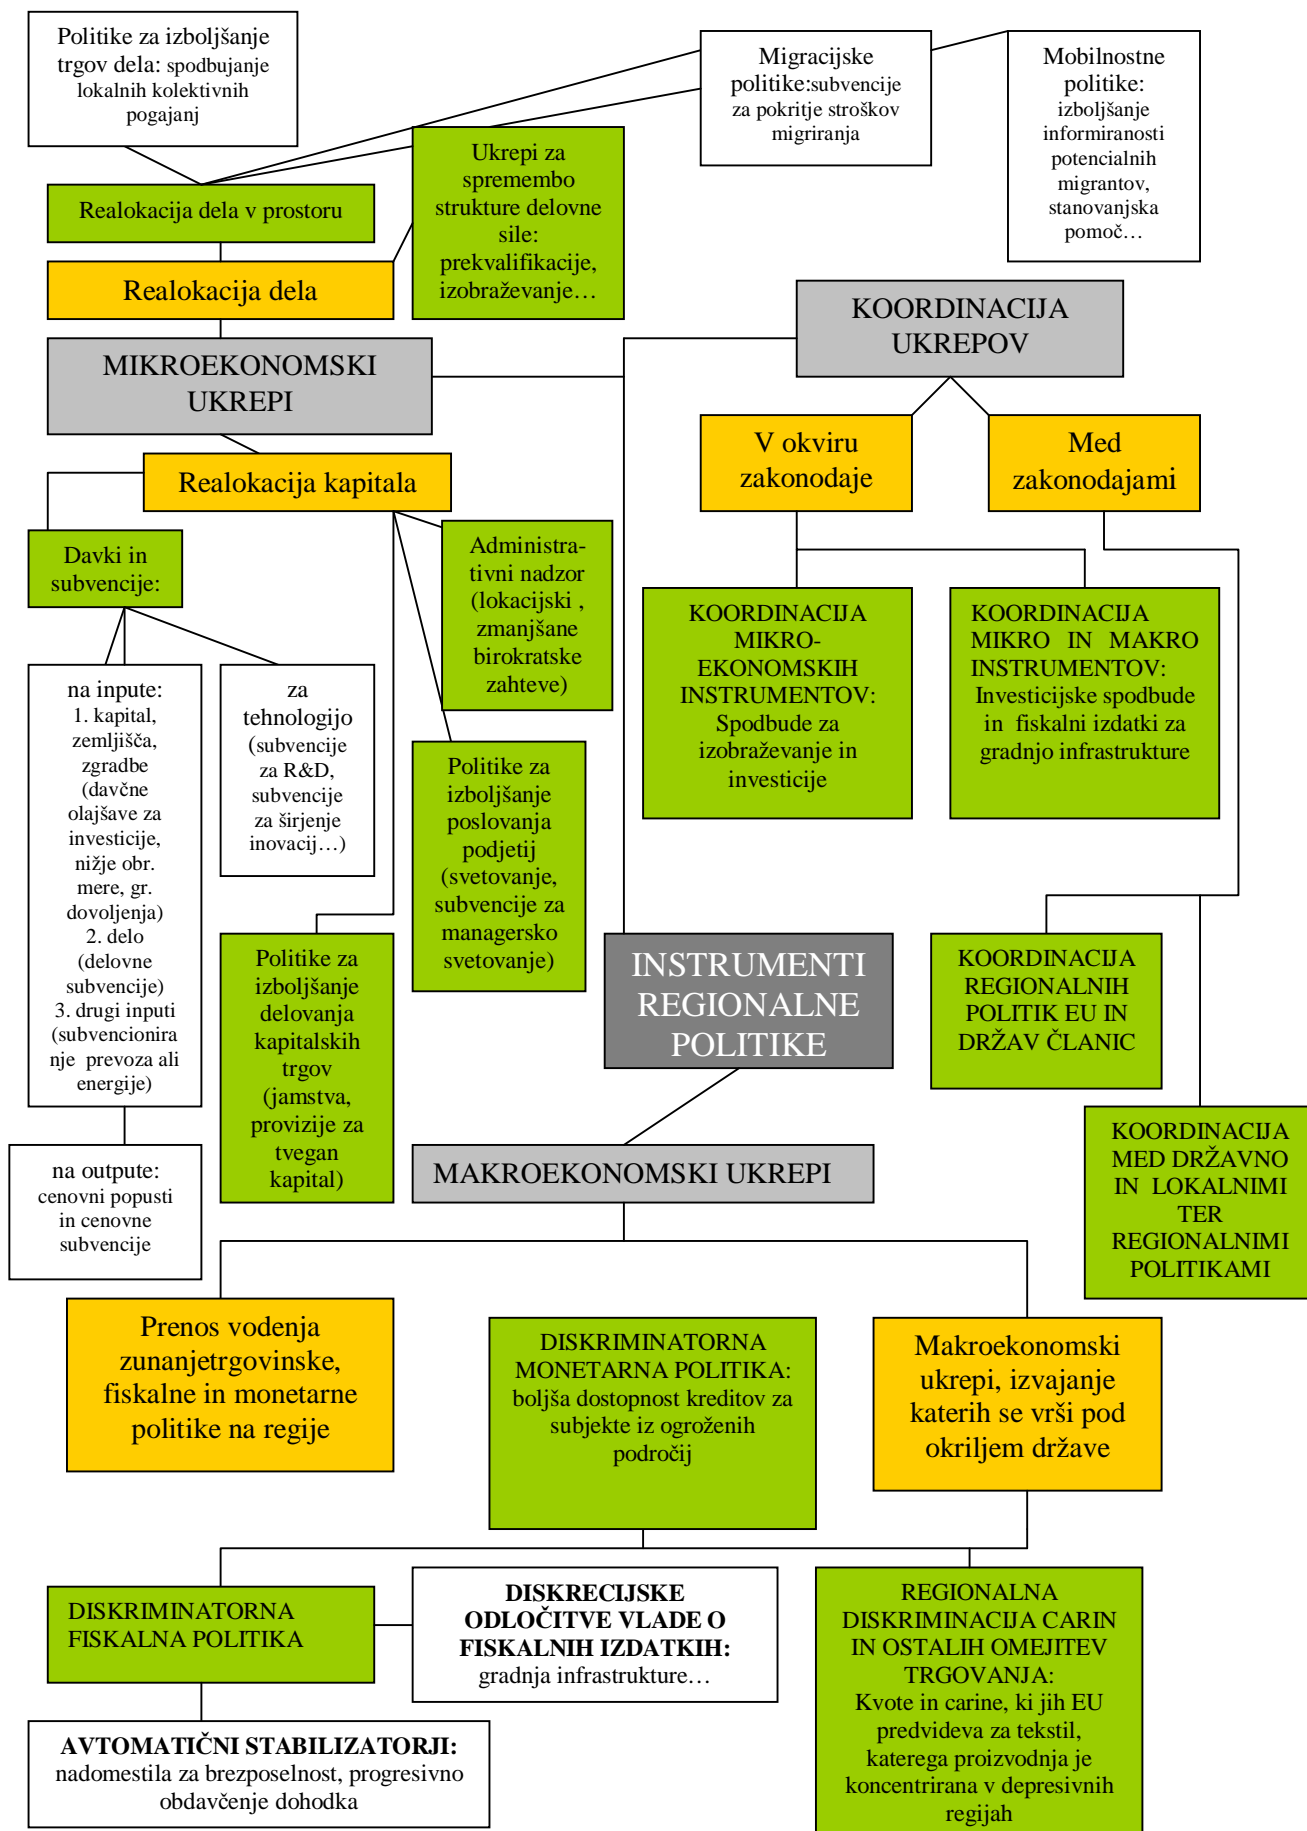 Politike za izboljšanje
trgov dela: spodbujanje
lokalnih kolektivnih
pogajanj
Migracijske
politike:subvencije
za pokritje stroškov
migriranja
Mobilnostne
politike:
izboljšanje
informiranosti
potencialnih
migrantov,
stanovanjska
pomoč…
Ukrepi za
spremembo
strukture delovne
sile:
prekvalifikacije,
izobraževanje…
Realokacija dela v prostoru
Realokacija dela
KOORDINACIJA
UKREPOV
MIKROEKONOMSKI
UKREPI
V okviru
zakonodaje
Med
zakonodajami
Realokacija kapitala
Davki in
subvencije:
Administra-
tivni nadzor
(lokacijski ,
zmanjšane
birokratske
zahteve)
KOORDINACIJA
MIKRO-
EKONOMSKIH
INSTRUMENTOV:
Spodbude za
izobraževanje in
investicije
KOORDINACIJA
MIKRO IN MAKRO
INSTRUMENTOV:
Investicijske spodbude
in fiskalni izdatki za
gradnjo infrastrukture
na inpute:
1. kapital,
zemljišča,
zgradbe
(davčne
olajšave za
investicije,
nižje obr.
mere, gr.
dovoljenja)
2. delo
(delovne
subvencije)
3. drugi inputi
(subvencionira
nje prevoza ali
energije)
za
tehnologijo
(subvencije
za R&D,
subvencije
za širjenje
inovacij…)
Politike za
izboljšanje
poslovanja
podjetij
(svetovanje,
subvencije za
managersko
svetovanje)
Politike za
izboljšanje
delovanja
kapitalskih
trgov
(jamstva,
provizije za
tvegan
kapital)
INSTRUMENTI
REGIONALNE
POLITIKE
KOORDINACIJA
REGIONALNIH
POLITIK EU IN
DRŽAV ČLANIC
KOORDINACIJA
MED DRŽAVNO
IN LOKALNIMI
TER
REGIONALNIMI
POLITIKAMI
na outpute:
cenovni popusti
in cenovne
subvencije
MAKROEKONOMSKI UKREPI
Prenos vodenja
zunanjetrgovinske,
fiskalne in monetarne
politike na regije
DISKRIMINATORNA
MONETARNA POLITIKA:
boljša dostopnost kreditov za
subjekte iz ogroženih
področij
Makroekonomski
ukrepi, izvajanje
katerih se vrši pod
okriljem države
DISKRIMINATORNA
FISKALNA POLITIKA
DISKRECIJSKE
ODLOČITVE VLADE O
FISKALNIH IZDATKIH:
gradnja infrastrukture…
REGIONALNA
DISKRIMINACIJA CARIN
IN OSTALIH OMEJITEV
TRGOVANJA:
Kvote in carine, ki jih EU
predvideva za tekstil,
katerega proizvodnja je
koncentrirana v depresivnih
regijah
AVTOMATIČNI STABILIZATORJI:
nadomestila za brezposelnost, progresivno
obdavčenje dohodka